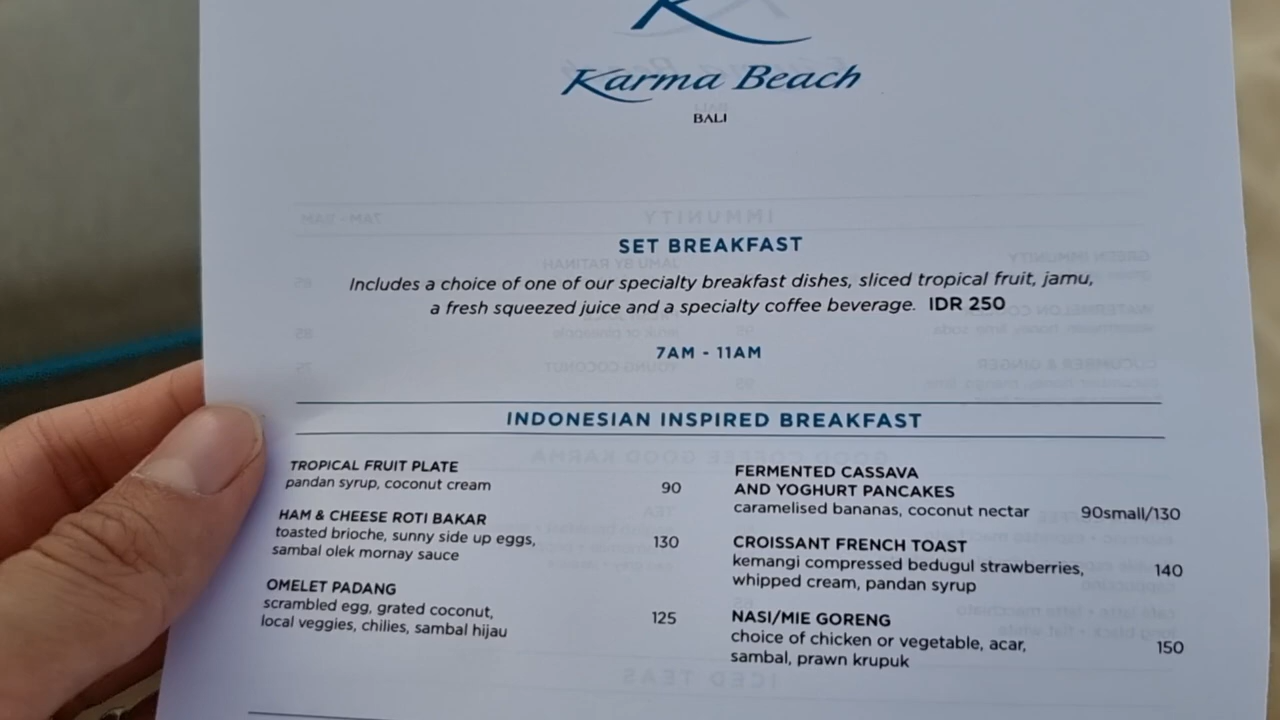 Karma Beach
BALI
SET BREAKFAST
Includes a choice of one of our specialty breakfast dishes, sliced tropical fruit, jamu,
a fresh squeezed juice and a specialty coffee beverage. IDR 250
7AM - 11AM
INDONESIAN INSPIRED BREAKFAST
TROPICAL FRUIT PLATE
pandan syrup, coconut cream 90
HAM & CHEESE ROTI BAKAR
toasted brioche, sunny side up eggs, 130
sambal olek mornay sauce
OMELET PADANG
scrambled egg, grated coconut, 125
local veggies, chilies, sambal hijau
FERMENTED CASSAVA
AND YOGHURT PANCAKES
caramelised bananas, coconut nectar 90small/130
CROISSANT FRENCH TOAST
kemangi compressed bedugul strawberries, 140
whipped cream, pandan syrup
NASI/MIE GORENG
choice of chicken or vegetable, acar, 150
sambal, prawn krupuk